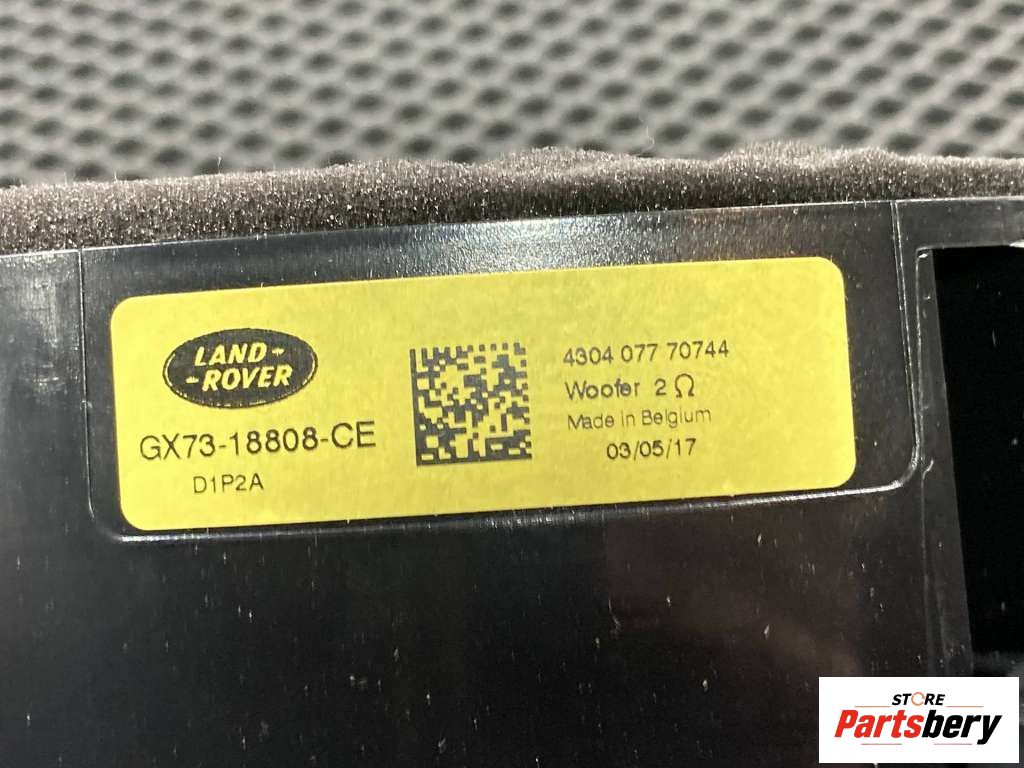 LAND-
-ROVER
GX73-18808-CE
D1P2A
4304 077 70744
Woofer 2 Ω
Made in Belgium
03/05/17
STORE
Partsbery